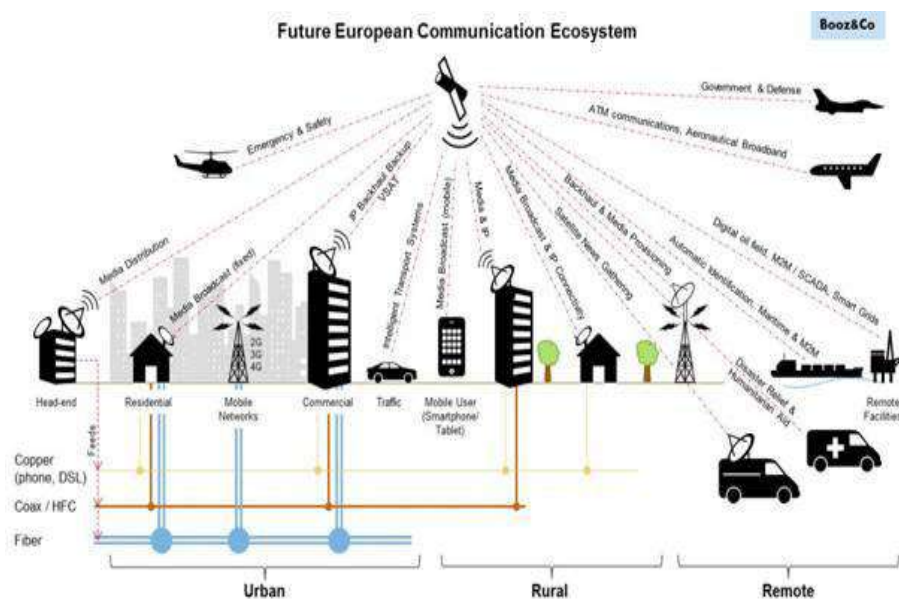 Future European Communication Ecosystem
Booz&Co
Government & Defense
ATM communications, Aeronautical Broadband
Emergency & Safety
Media Distribution
Media Broadcast (fixed)
IP Backhaul Backup
VSAT
Intelligent Transport Systems
Media Broadcast (mobile)
Media & IP
Media Broadcast & IP Connectivity
Satellite News Gathering
Backhaul & Media Provisioning
Automatic Identification - Maritime & M2M
Digital oil field, M2M / SCADA, Smart Grids
Disaster Relief &
Humanitarian Aid
2G
3G
4G
Head-end
Residential
Mobile
Networks
Commercial
Traffic
Mobile User
(Smartphone/
Tablet)
Remote
Facilities
Feeds
Copper
(phone, DSL)
Coax / HFC
Fiber
Urban
Rural
Remote